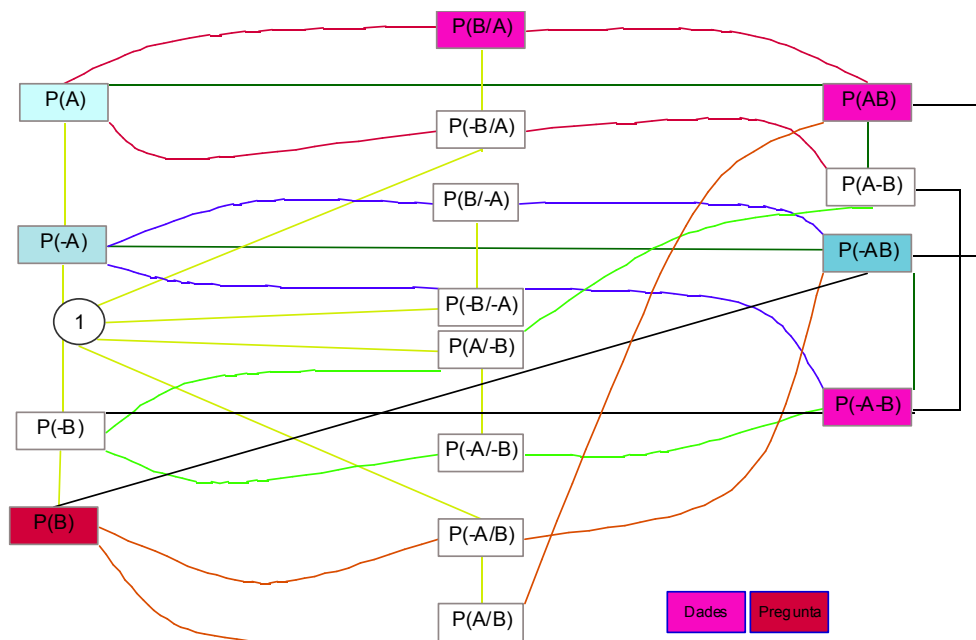 P(B/A)
P(A)
P(AB)
P(-B/A)
P(A-B)
P(B/-A)
P(-A)
P(-AB)
P(-B/-A)
1
P(A/-B)
P(-A-B)
P(-B)
P(-A/-B)
P(B)
P(-A/B)
P(A/B)
Dades
Pregunta